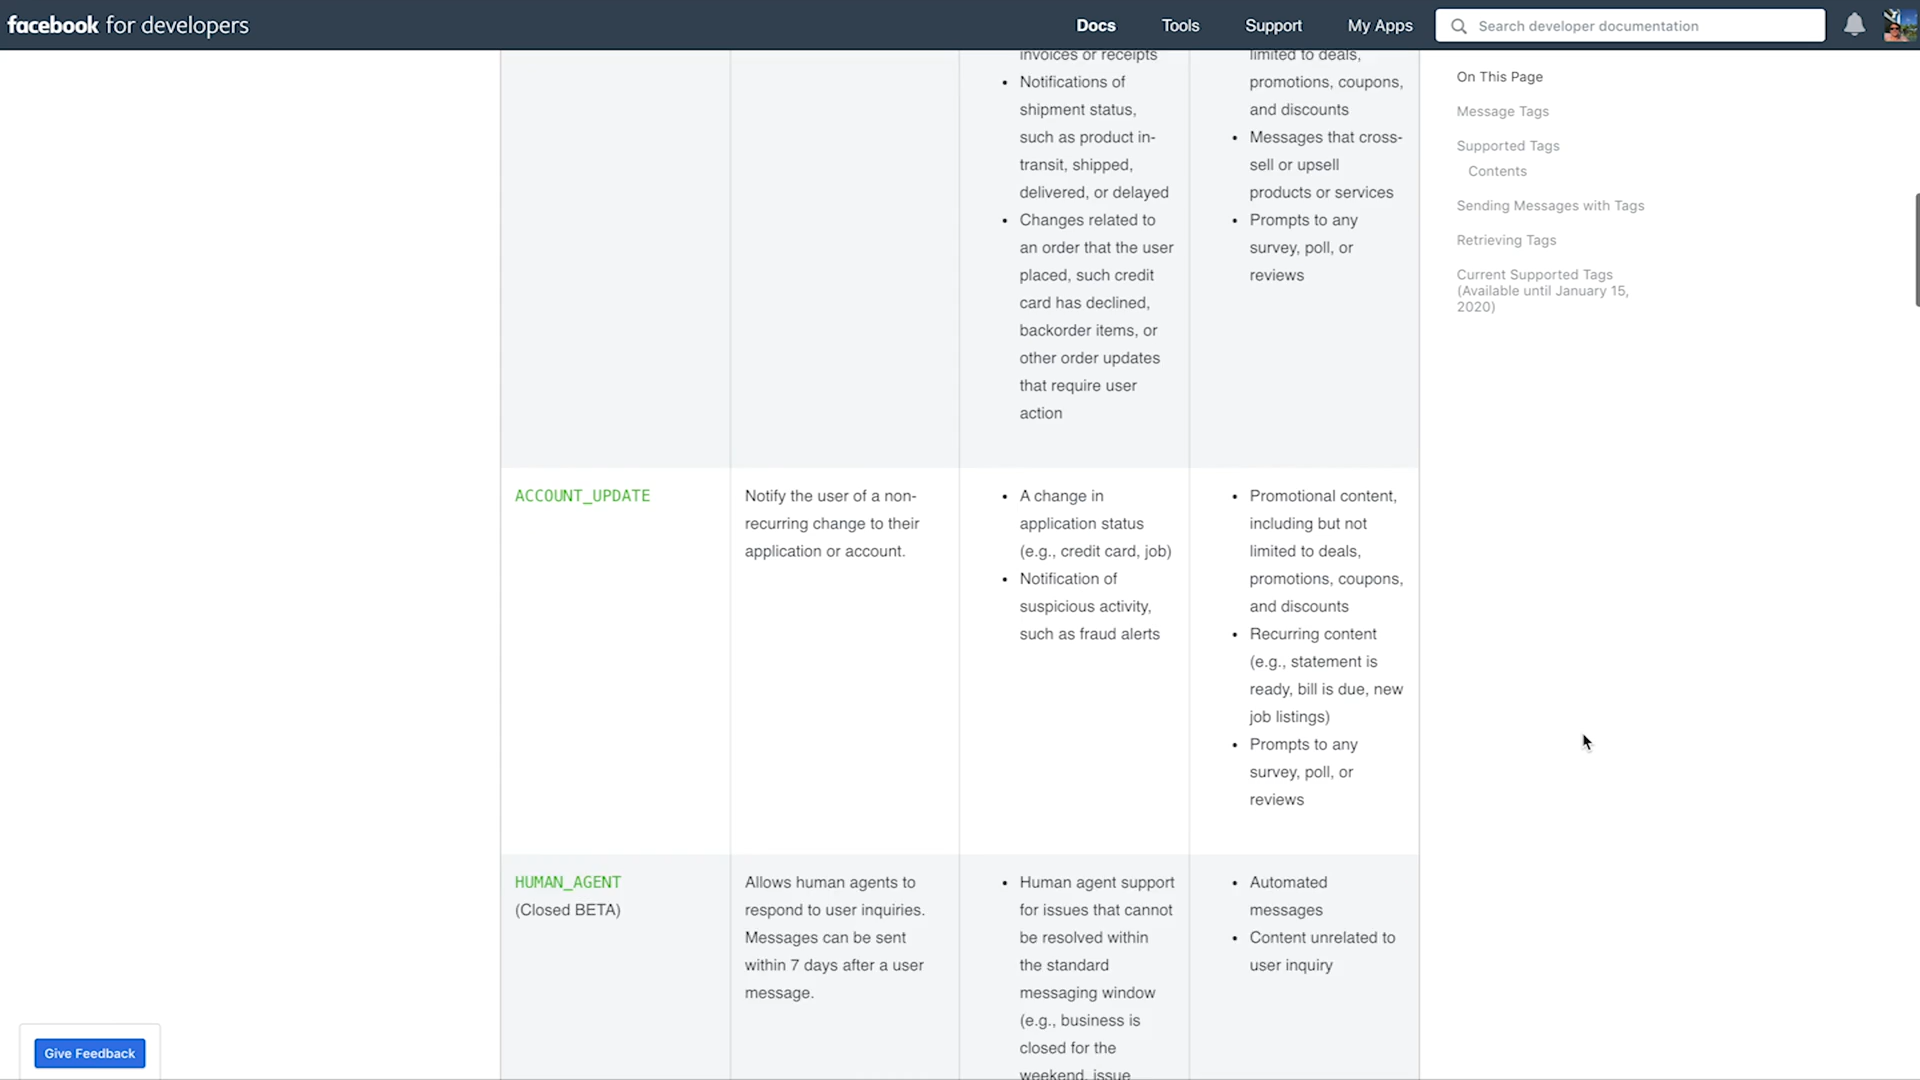 facebook for developers
Docs
Tools
Support
My Apps
Search developer documentation
invoices or receipts
• Notifications of
shipment status,
such as product in-
transit, shipped,
delivered, or delayed
• Changes related to
an order that the user
placed, such credit
card has declined,
backorder items, or
other order updates
that require user
action
limited to deals,
promotions, coupons,
and discounts
• Messages that cross-
sell or upsell
products or services
• Prompts to any
survey, poll, or
reviews
ACCOUNT_UPDATE
Notify the user of a non-
recurring change to their
application or account.
• A change in
application status
(e.g., credit card, job)
• Notification of
suspicious activity,
such as fraud alerts
• Promotional content,
including but not
limited to deals,
promotions, coupons,
and discounts
• Recurring content
(e.g., statement is
ready, bill is due, new
job listings)
• Prompts to any
survey, poll, or
reviews
HUMAN_AGENT
(Closed BETA)
Allows human agents to
respond to user inquiries.
Messages can be sent
within 7 days after a user
message.
• Human agent support
for issues that cannot
be resolved within
the standard
messaging window
(e.g., business is
closed for the
weekend, issue
• Automated
messages
• Content unrelated to
user inquiry
On This Page
Message Tags
Supported Tags
Contents
Sending Messages with Tags
Retrieving Tags
Current Supported Tags
(Available until January 15,
2020)
Give Feedback